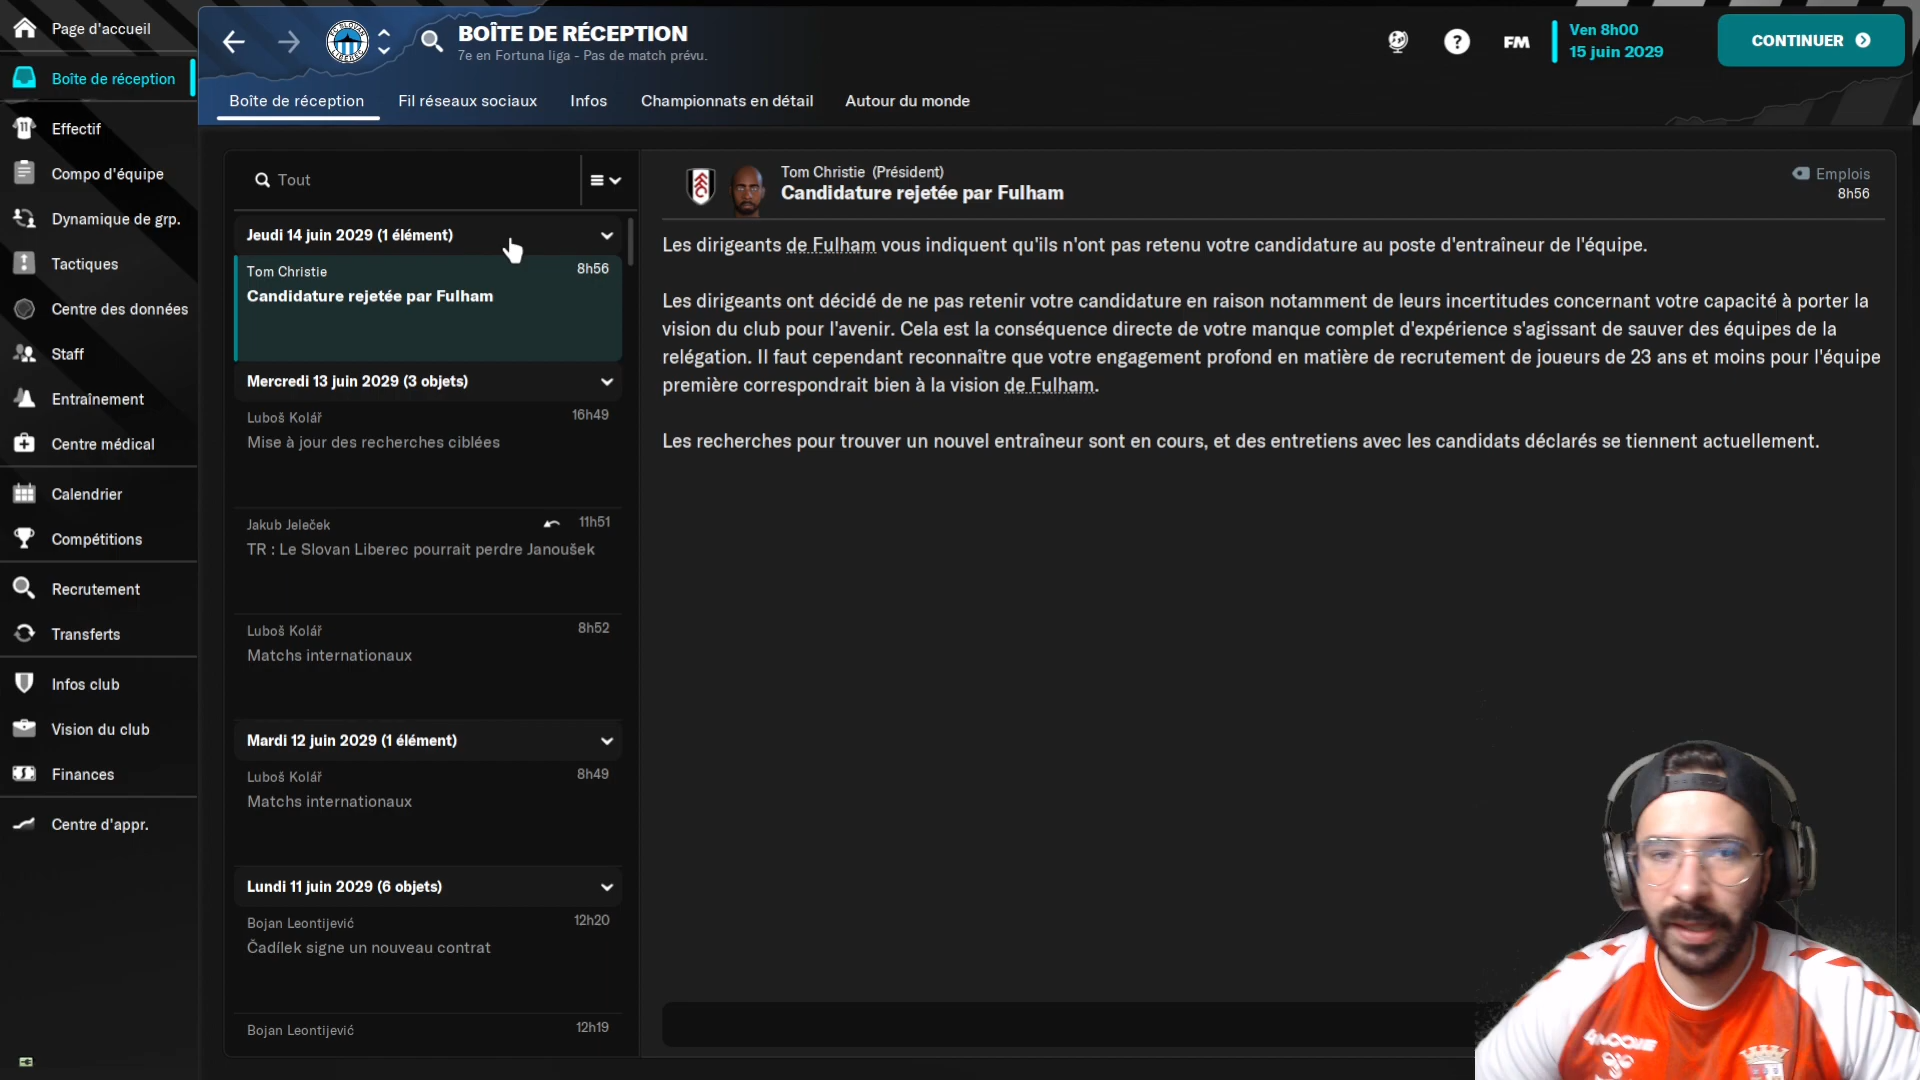 Page d'accueil
Boîte de réception
Effectif
Compo d'équipe
Dynamique de grp.
Tactiques
Centre des données
Staff
Entraînement
Centre médical
Calendrier
Compétitions
Recrutement
Transferts
Infos club
Vision du club
Finances
Centre d'appr.
BOÎTE DE RÉCEPTION
7e en Fortuna liga - Pas de match prévu.
FM
Ven 8h00
15 juin 2029
CONTINUER
Boîte de réception
Fil réseaux sociaux
Infos
Championnats en détail
Autour du monde
Tout
Jeudi 14 juin 2029 (1 élément)
Tom Christie 8h56
Candidature rejetée par Fulham
Mercredi 13 juin 2029 (3 objets)
Luboš Kolář 16h49
Mise à jour des recherches ciblées
Jakub Jeleček 11h51
TR : Le Slovan Liberec pourrait perdre Janoušek
Luboš Kolář 8h52
Matchs internationaux
Mardi 12 juin 2029 (1 élément)
Luboš Kolář 8h49
Matchs internationaux
Lundi 11 juin 2029 (6 objets)
Bojan Leontijević 12h20
Čadílek signe un nouveau contrat
Bojan Leontijević 12h19
Tom Christie (Président)
Candidature rejetée par Fulham
Emplois
8h56
Les dirigeants de Fulham vous indiquent qu'ils n'ont pas retenu votre candidature au poste d'entraîneur de l'équipe.
Les dirigeants ont décidé de ne pas retenir votre candidature en raison notamment de leurs incertitudes concernant votre capacité à porter la
vision du club pour l'avenir. Cela est la conséquence directe de votre manque complet d'expérience s'agissant de sauver des équipes de la
relégation. Il faut cependant reconnaître que votre engagement profond en matière de recrutement de joueurs de 23 ans et moins pour l'équipe
première correspondrait bien à la vision de Fulham.
Les recherches pour trouver un nouvel entraîneur sont en cours, et des entretiens avec les candidats déclarés se tiennent actuellement.